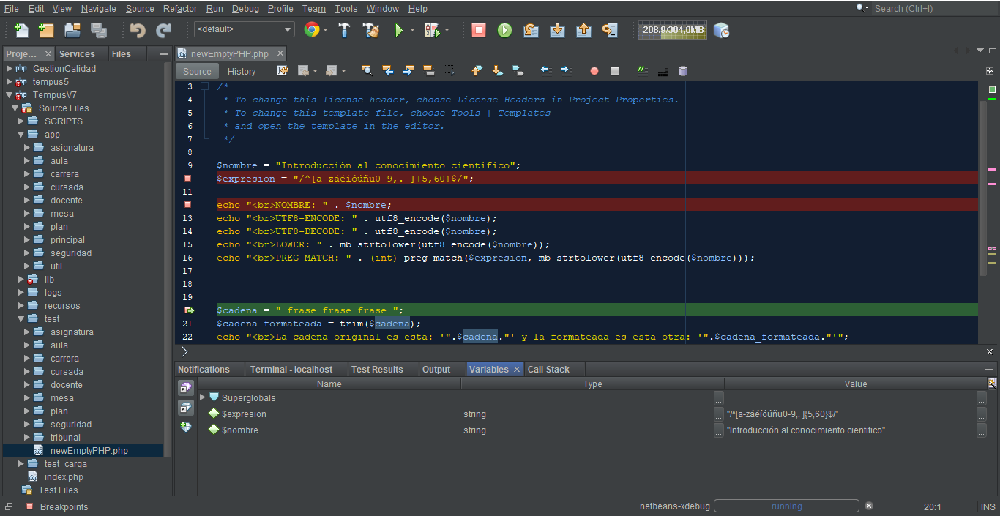 File Edit View Navigate Source Refactor Run Debug Profile Team Tools Window Help Search (Ctrl+I)
<default> 208,9/304,0MB
Proje... Services Files newEmptyPHP.php
Source History
GestionCalidad
tempus5
TempusV7
Source Files
SCRIPTS
app
asignatura
aula
carrera
cursada
docente
mesa
plan
principal
seguridad
util
lib
logs
recursos
test
asignatura
aula
carrera
cursada
docente
mesa
plan
seguridad
tribunal
newEmptyPHP.php
test_carga
index.php
Test Files
3 /*
4 * To change this license header, choose License Headers in Project Properties.
5 * To change this template file, choose Tools | Templates
6 * and open the template in the editor.
7 */
8
9 $nombre = "Introducción al conocimiento cientifico";
$expresion = "/^[a-záéíóúñü0-9,. ]{5,60}$/";
11
echo "<br>NOMBRE: " . $nombre;
13 echo "<br>UTF8-ENCODE: " . utf8_encode($nombre);
14 echo "<br>UTF8-DECODE: " . utf8_encode($nombre);
15 echo "<br>LOWER: " . mb_strtolower(utf8_encode($nombre));
16 echo "<br>PREG_MATCH: " . (int) preg_match($expresion, mb_strtolower(utf8_encode($nombre)));
17
18
19
$cadena = " frase frase frase ";
21 $cadena_formateada = trim($cadena);
22 echo "<br>La cadena original es esta: '".$cadena."' y la formateada es esta otra: '".$cadena_formateada."'";
Notifications Terminal - localhost Test Results Output Variables Call Stack
Name Type Value
Superglobals ... ...
$expresion string ... "/^[a-záéíóúñü0-9,. ]{5,60}$/" ...
$nombre string ... "Introducción al conocimiento cientifico" ...
Breakpoints netbeans-xdebug running 20:1 INS